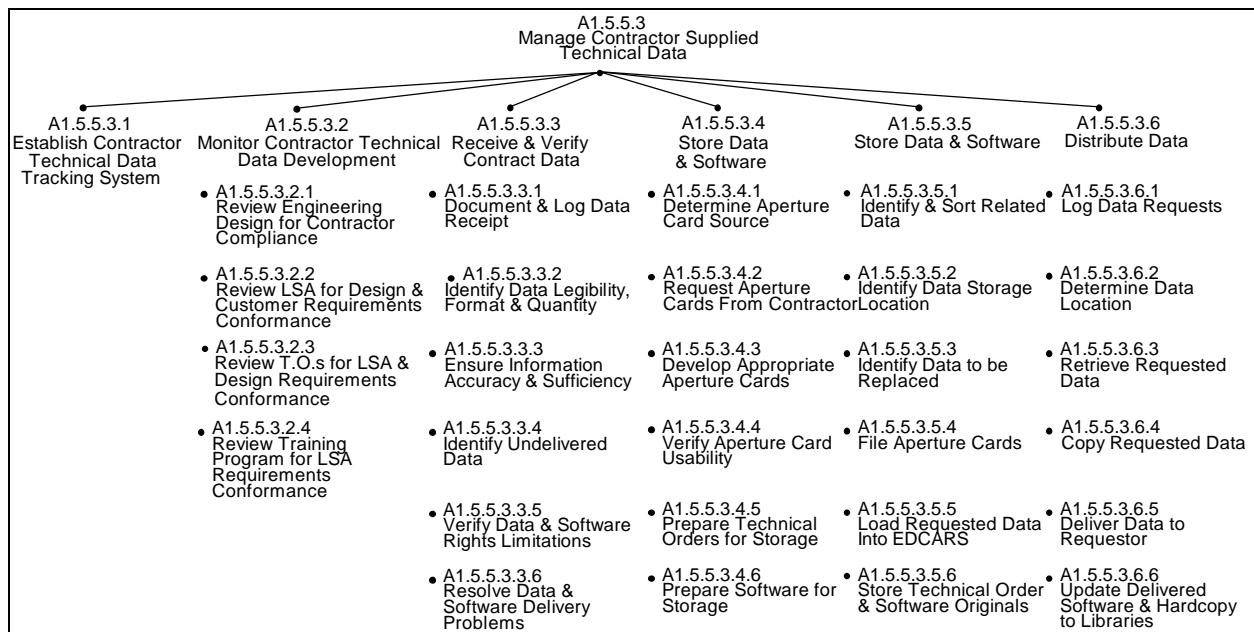 A1.5.5.3
Manage Contractor Supplied
Technical Data
A1.5.5.3.1
Establish Contractor
Technical Data
Tracking System
A1.5.5.3.2
Monitor Contractor Technical
Data Development
A1.5.5.3.2.1
Review Engineering
Design for Contractor
Compliance
A1.5.5.3.2.2
Review LSA for Design &
Customer Requirements
Conformance
A1.5.5.3.2.3
Review T.O.s for LSA &
Design Requirements
Conformance
A1.5.5.3.2.4
Review Training
Program for LSA
Requirements
Conformance
A1.5.5.3.3
Receive & Verify
Contract Data
A1.5.5.3.3.1
Document & Log Data
Receipt
A1.5.5.3.3.2
Identify Data Legibility,
Format & Quantity
A1.5.5.3.3.3
Ensure Information
Accuracy & Sufficiency
A1.5.5.3.3.4
Identify Undelivered
Data
A1.5.5.3.3.5
Verify Data & Software
Rights Limitations
A1.5.5.3.3.6
Resolve Data &
Software Delivery
Problems
A1.5.5.3.4
Store Data
& Software
A1.5.5.3.4.1
Determine Aperture
Card Source
A1.5.5.3.4.2
Request Aperture
Cards From Contractor
A1.5.5.3.4.3
Develop Appropriate
Aperture Cards
A1.5.5.3.4.4
Verify Aperture Card
Usability
A1.5.5.3.4.5
Prepare Technical
Orders for Storage
A1.5.5.3.4.6
Prepare Software for
Storage
A1.5.5.3.5
Store Data & Software
A1.5.5.3.5.1
Identify & Sort Related
Data
A1.5.5.3.5.2
Identify Data Storage
Location
A1.5.5.3.5.3
Identify Data to be
Replaced
A1.5.5.3.5.4
File Aperture Cards
A1.5.5.3.5.5
Load Requested Data
Into EDCARS
A1.5.5.3.5.6
Store Technical Order
& Software Originals
A1.5.5.3.6
Distribute Data
A1.5.5.3.6.1
Log Data Requests
A1.5.5.3.6.2
Determine Data
Location
A1.5.5.3.6.3
Retrieve Requested
Data
A1.5.5.3.6.4
Copy Requested Data
A1.5.5.3.6.5
Deliver Data to
Requestor
A1.5.5.3.6.6
Update Delivered
Software & Hardcopy
to Libraries